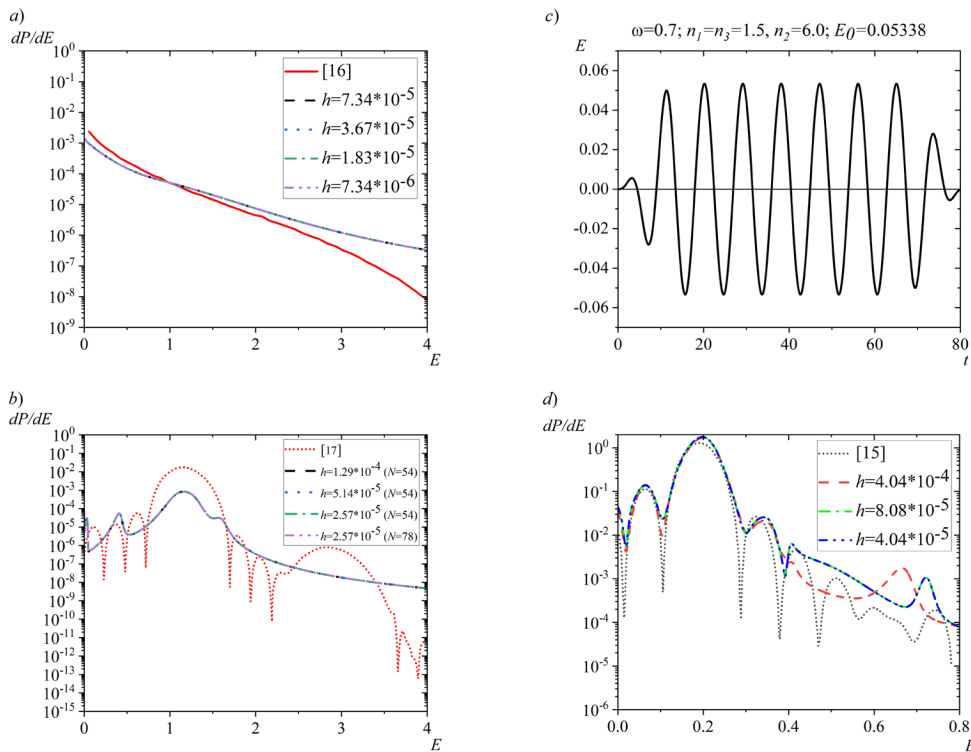 a)
dP/dE
10^0
10^-1
10^-2
10^-3
10^-4
10^-5
10^-6
10^-7
10^-8
10^-9
[16]
h=7.34*10^-5
h=3.67*10^-5
h=1.83*10^-5
h=7.34*10^-6
0 1 2 3 4
E
c)
ω=0.7; n_1=n_3=1.5, n_2=6.0; E_0=0.05338
E
0.06
0.04
0.02
0.00
-0.02
-0.04
-0.06
0 20 40 60 80
t
b)
dP/dE
10^0
10^-1
10^-2
10^-3
10^-4
10^-5
10^-6
10^-7
10^-8
10^-9
10^-10
10^-11
10^-12
10^-13
10^-14
10^-15
[17]
h=1.29*10^-4 (N=54)
h=5.14*10^-5 (N=54)
h=2.57*10^-5 (N=54)
h=2.57*10^-5 (N=78)
0 1 2 3 4
E
d)
dP/dE
10^0
10^-1
10^-2
10^-3
10^-4
10^-5
10^-6
[15]
h=4.04*10^-4
h=8.08*10^-5
h=4.04*10^-5
0.0 0.2 0.4 0.6 0.8